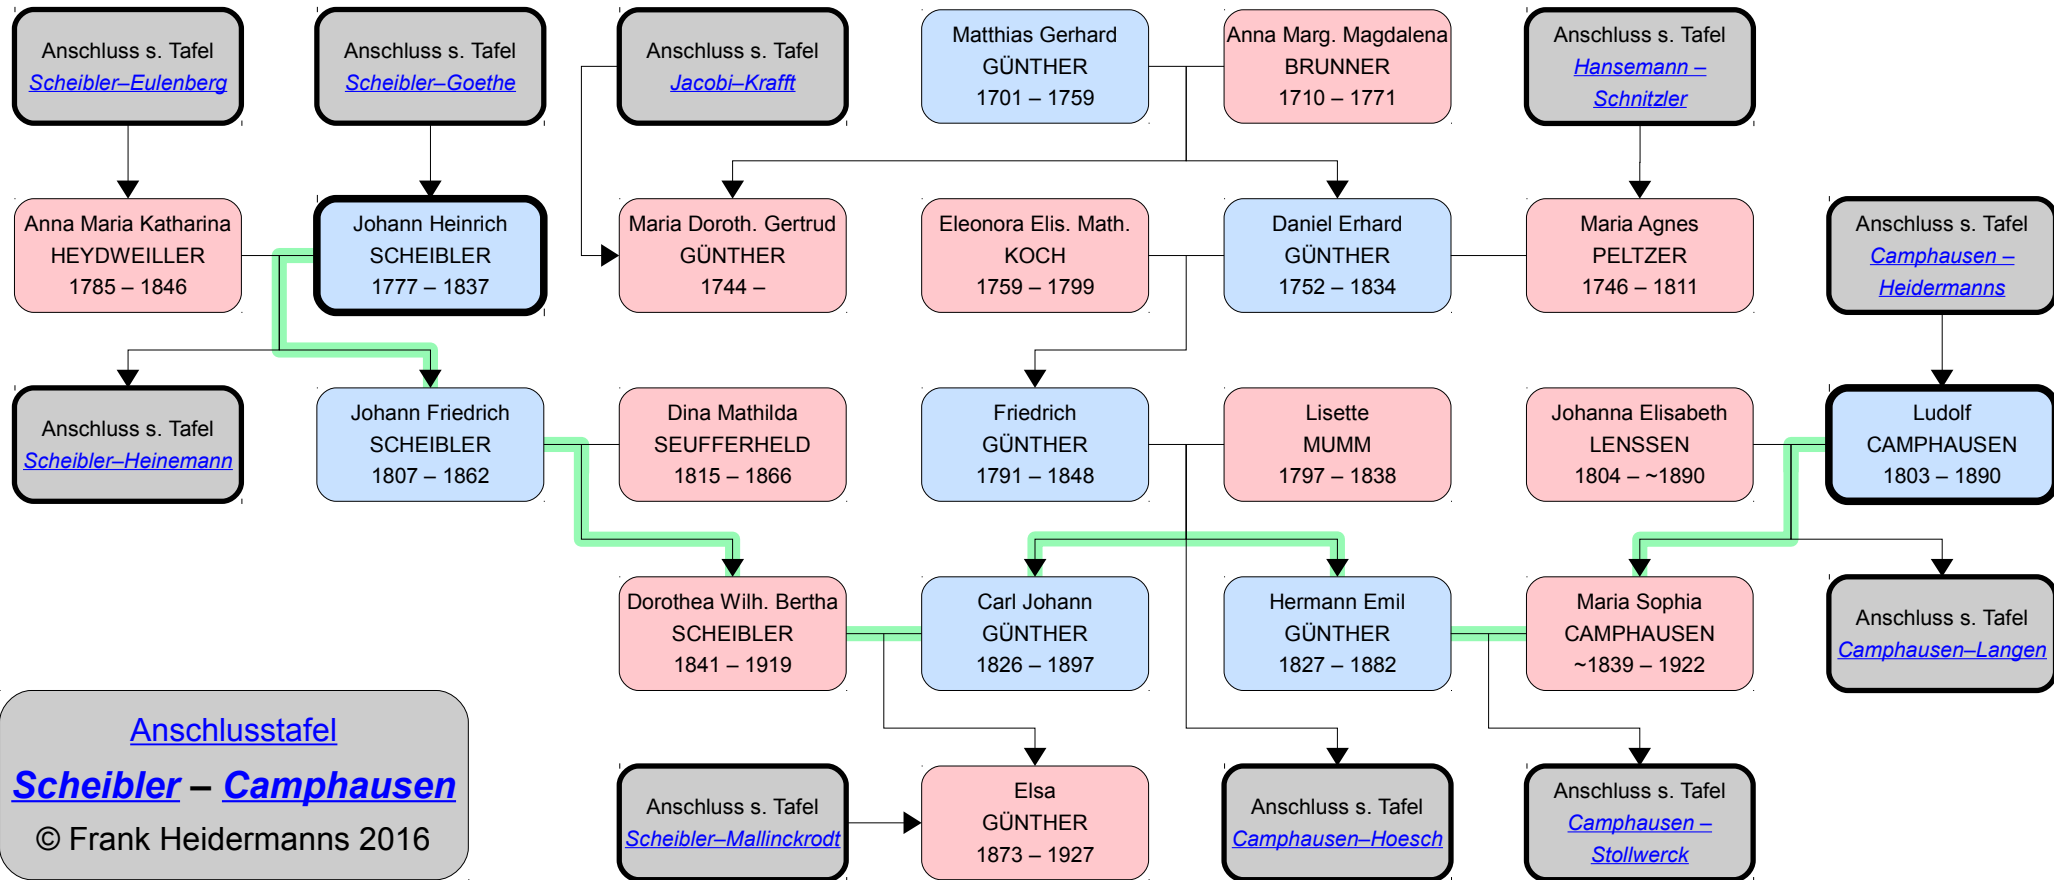 Anschluss s. Tafel
Scheibler–Eulenberg
Anschluss s. Tafel
Scheibler–Goethe
Anschluss s. Tafel
Jacobi–Krafft
Matthias Gerhard
GÜNTHER
1701 – 1759
Anna Marg. Magdalena
BRUNNER
1710 – 1771
Anschluss s. Tafel
Hansemann –
Schnitzler
Anna Maria Katharina
HEYDWEILLER
1785 – 1846
Johann Heinrich
SCHEIBLER
1777 – 1837
Maria Doroth. Gertrud
GÜNTHER
1744 –
Eleonora Elis. Math.
KOCH
1759 – 1799
Daniel Erhard
GÜNTHER
1752 – 1834
Maria Agnes
PELTZER
1746 – 1811
Anschluss s. Tafel
Camphausen –
Heidermanns
Anschluss s. Tafel
Scheibler–Heinemann
Johann Friedrich
SCHEIBLER
1807 – 1862
Dina Mathilda
SEUFFERHELD
1815 – 1866
Friedrich
GÜNTHER
1791 – 1848
Lisette
MUMM
1797 – 1838
Johanna Elisabeth
LENSSEN
1804 – ~1890
Ludolf
CAMPHAUSEN
1803 – 1890
Dorothea Wilh. Bertha
SCHEIBLER
1841 – 1919
Carl Johann
GÜNTHER
1826 – 1897
Hermann Emil
GÜNTHER
1827 – 1882
Maria Sophia
CAMPHAUSEN
~1839 – 1922
Anschluss s. Tafel
Camphausen–Langen
Anschlusstafel
Scheibler – Camphausen
© Frank Heidermanns 2016
Anschluss s. Tafel
Scheibler–Mallinckrodt
Elsa
GÜNTHER
1873 – 1927
Anschluss s. Tafel
Camphausen–Hoesch
Anschluss s. Tafel
Camphausen –
Stollwerck